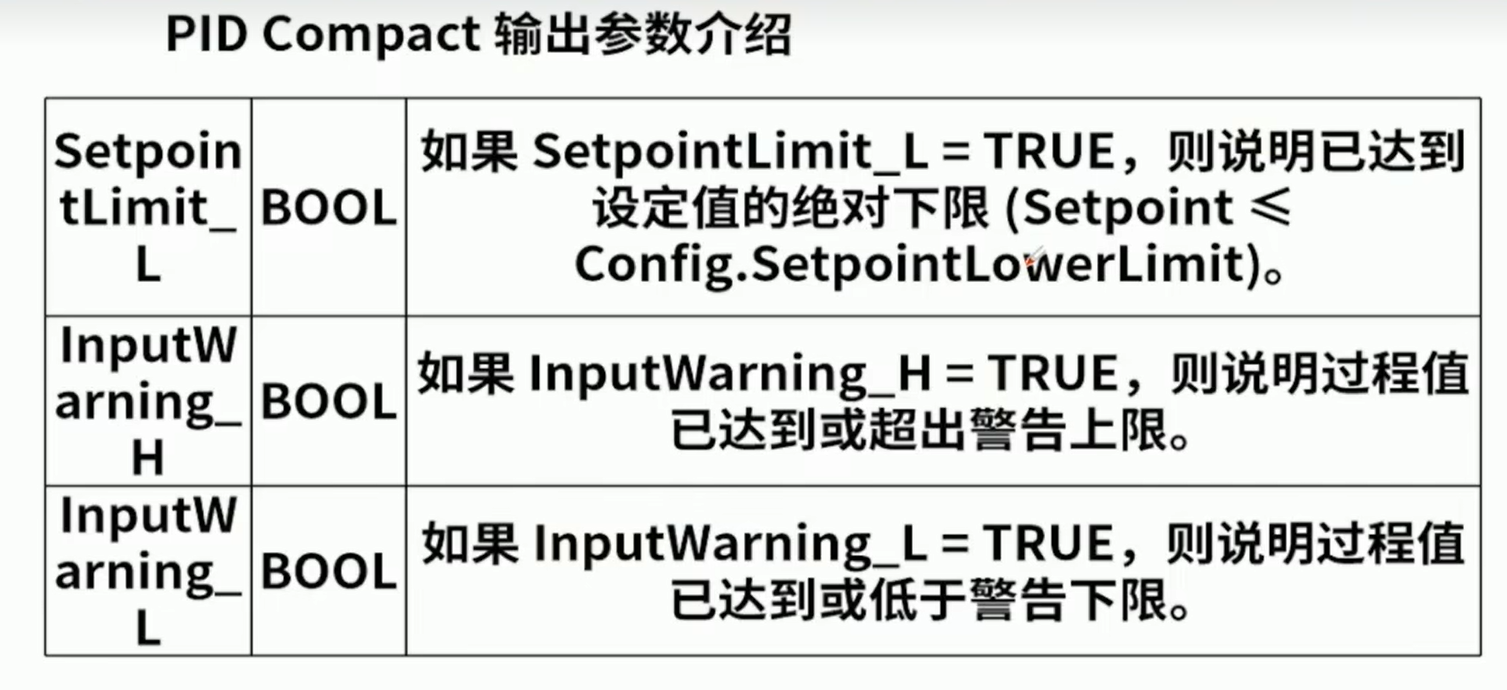 PID Compact 输出参数介绍
Setpoin
tLimit_
L
BOOL
如果 SetpointLimit_L = TRUE，则说明已达到
设定值的绝对下限 (Setpoint ≤
Config.SetpointLowerLimit)。
InputW
arning_
H
BOOL
如果 InputWarning_H = TRUE，则说明过程值
已达到或超出警告上限。
InputW
arning_
L
BOOL
如果 InputWarning_L = TRUE，则说明过程值
已达到或低于警告下限。